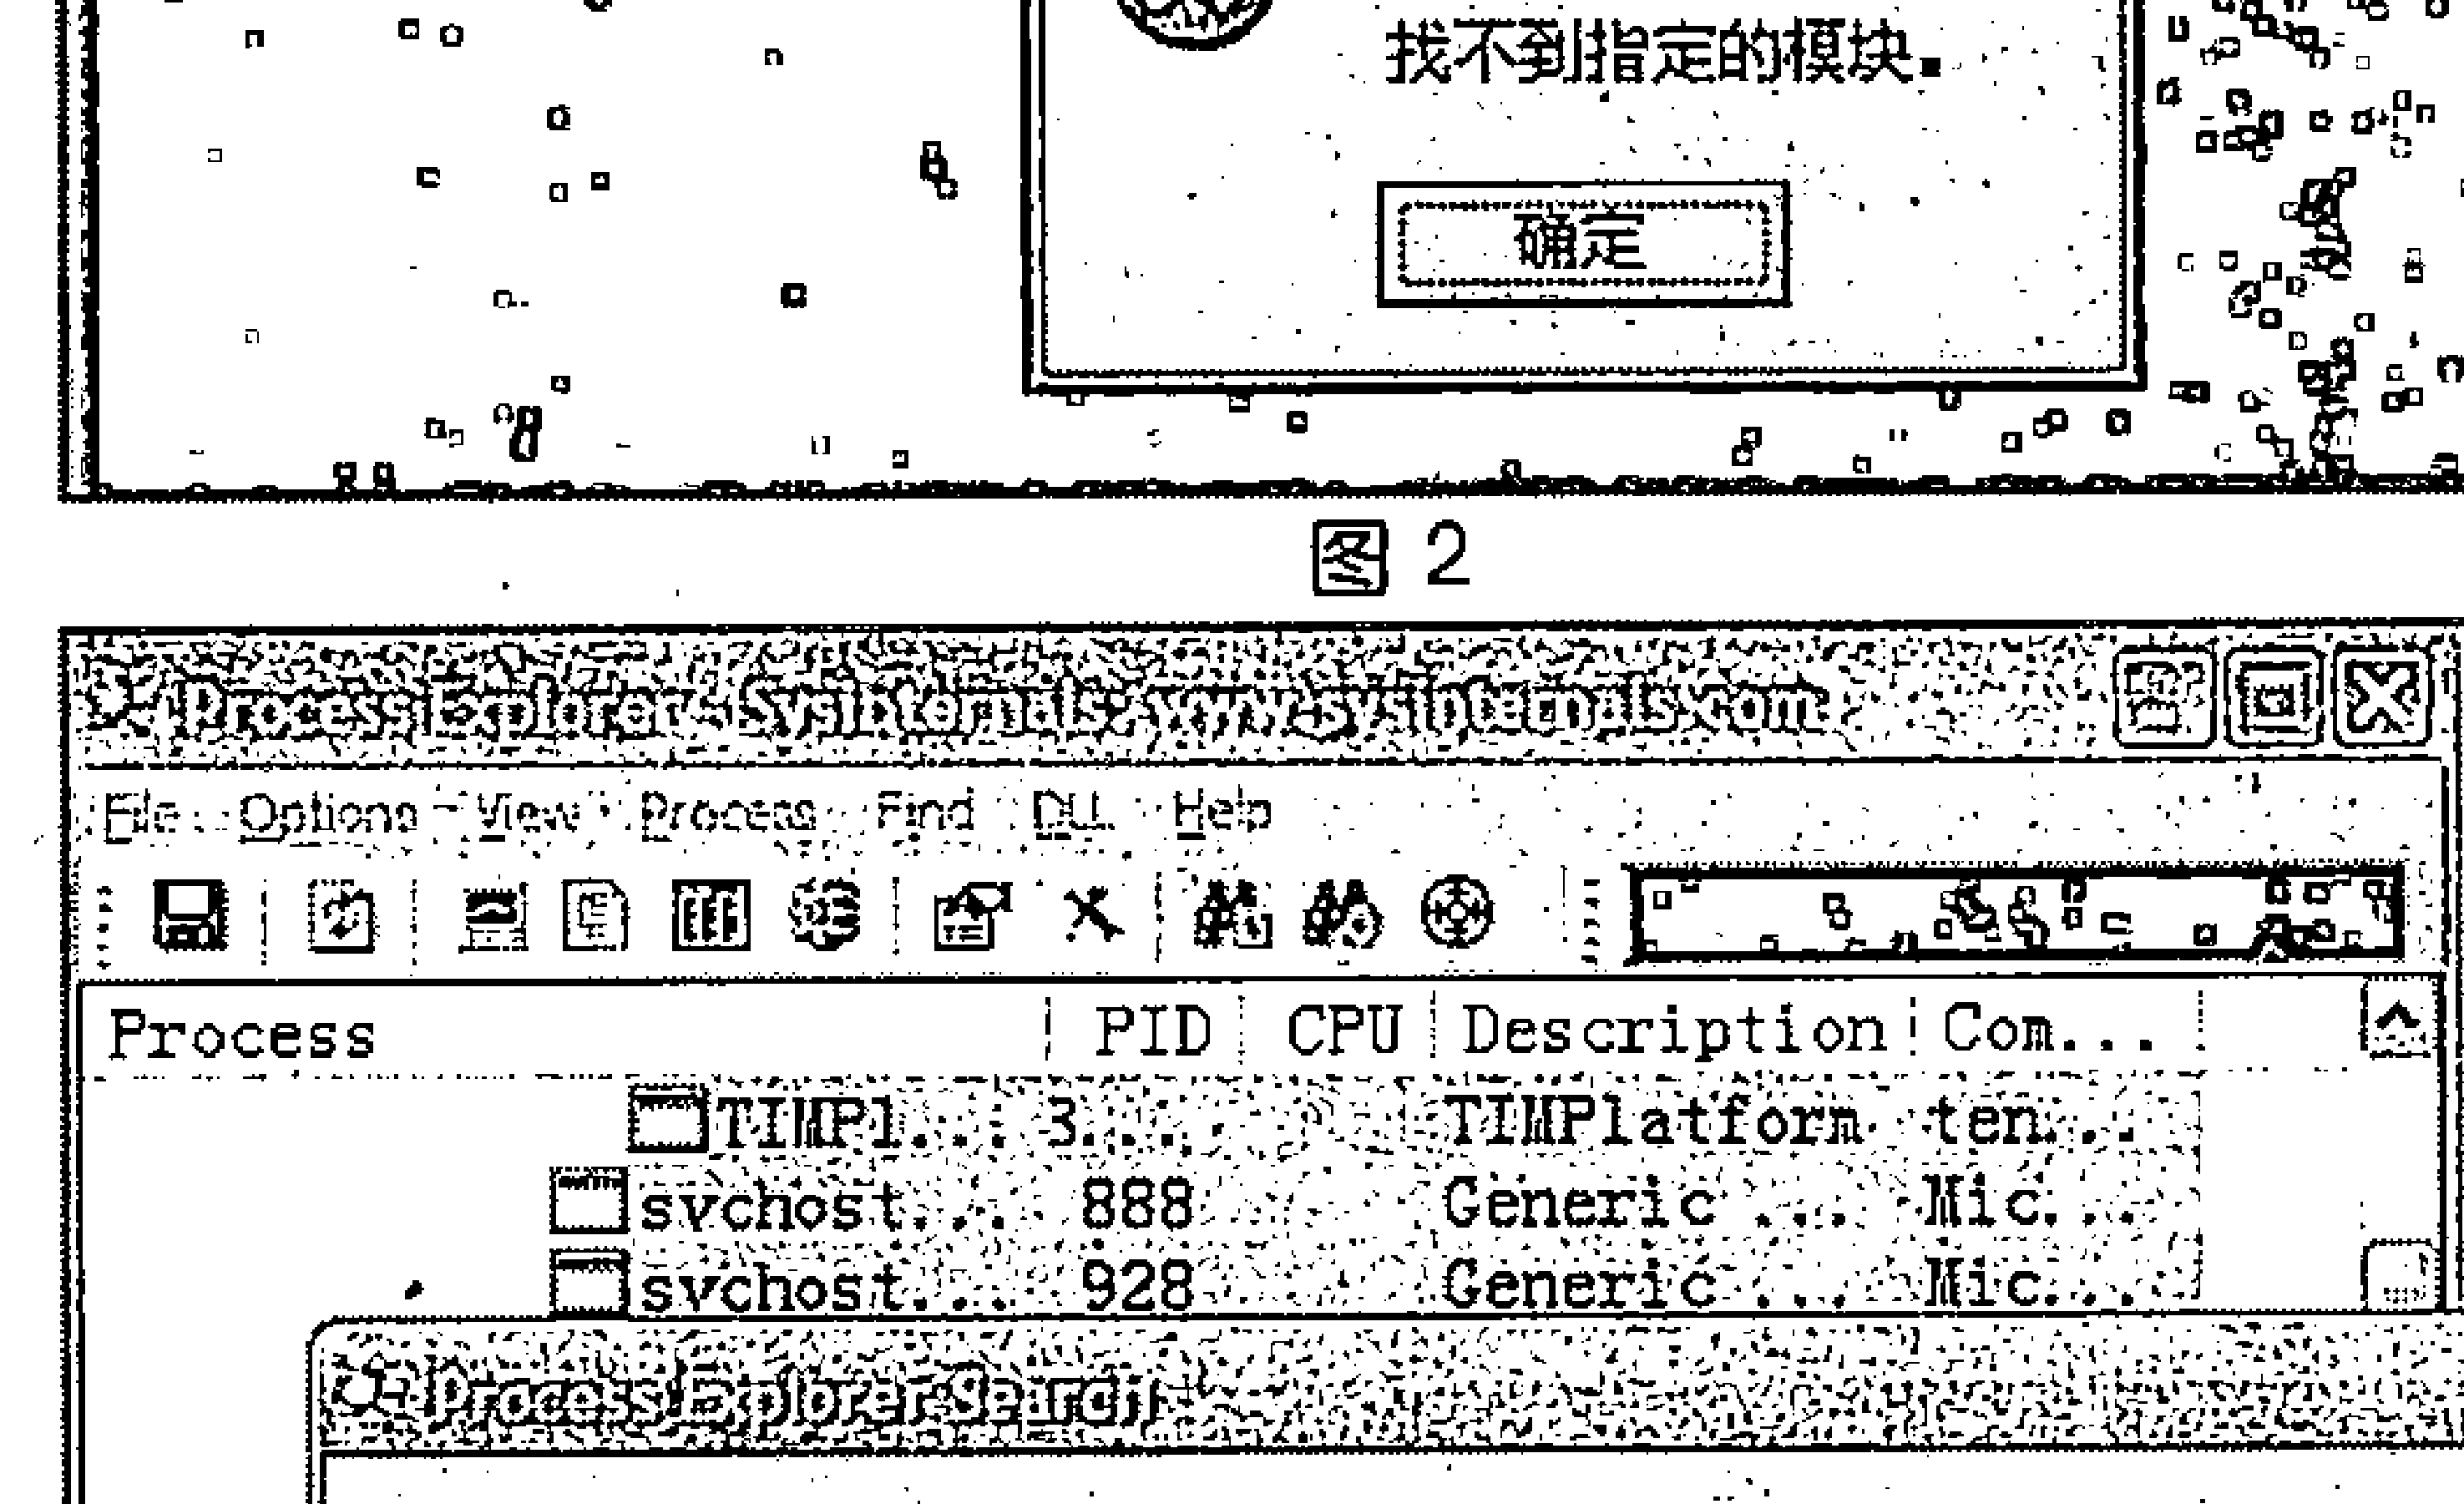 找不到指定的模块。
确定
图 2
Process Explorer - Sysinternals: www.sysinternals.com
File Options View Process Find DLL Help
Process PID CPU Description Com...
TIMPl... 3... TIMPlatform ten...
svchost... 888 Generic ... Mic...
svchost... 928 Generic ... Mic...
Process Explorer Search